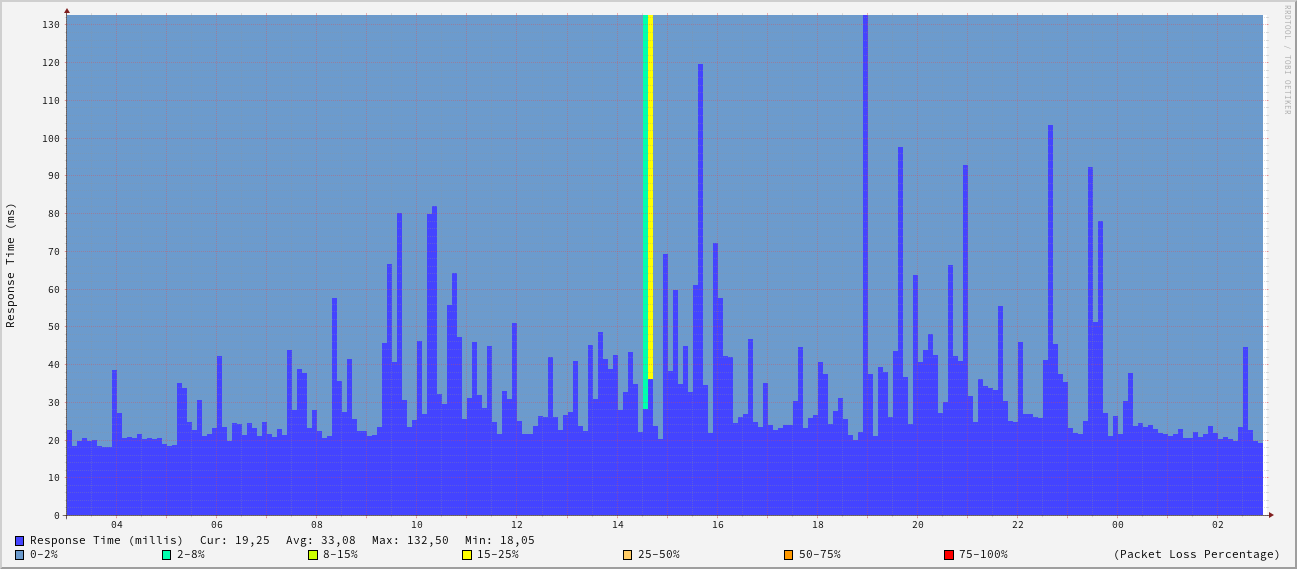 RRDTOOL / TOBI OETIKER
Response Time (ms)
130
120
110
100
90
80
70
60
50
40
30
20
10
0
04 06 08 10 12 14 16 18 20 22 00 02
Response Time (millis) Cur: 19,25 Avg: 33,08 Max: 132,50 Min: 18,05
0-2% 2-8% 8-15% 15-25% 25-50% 50-75% 75-100% (Packet Loss Percentage)